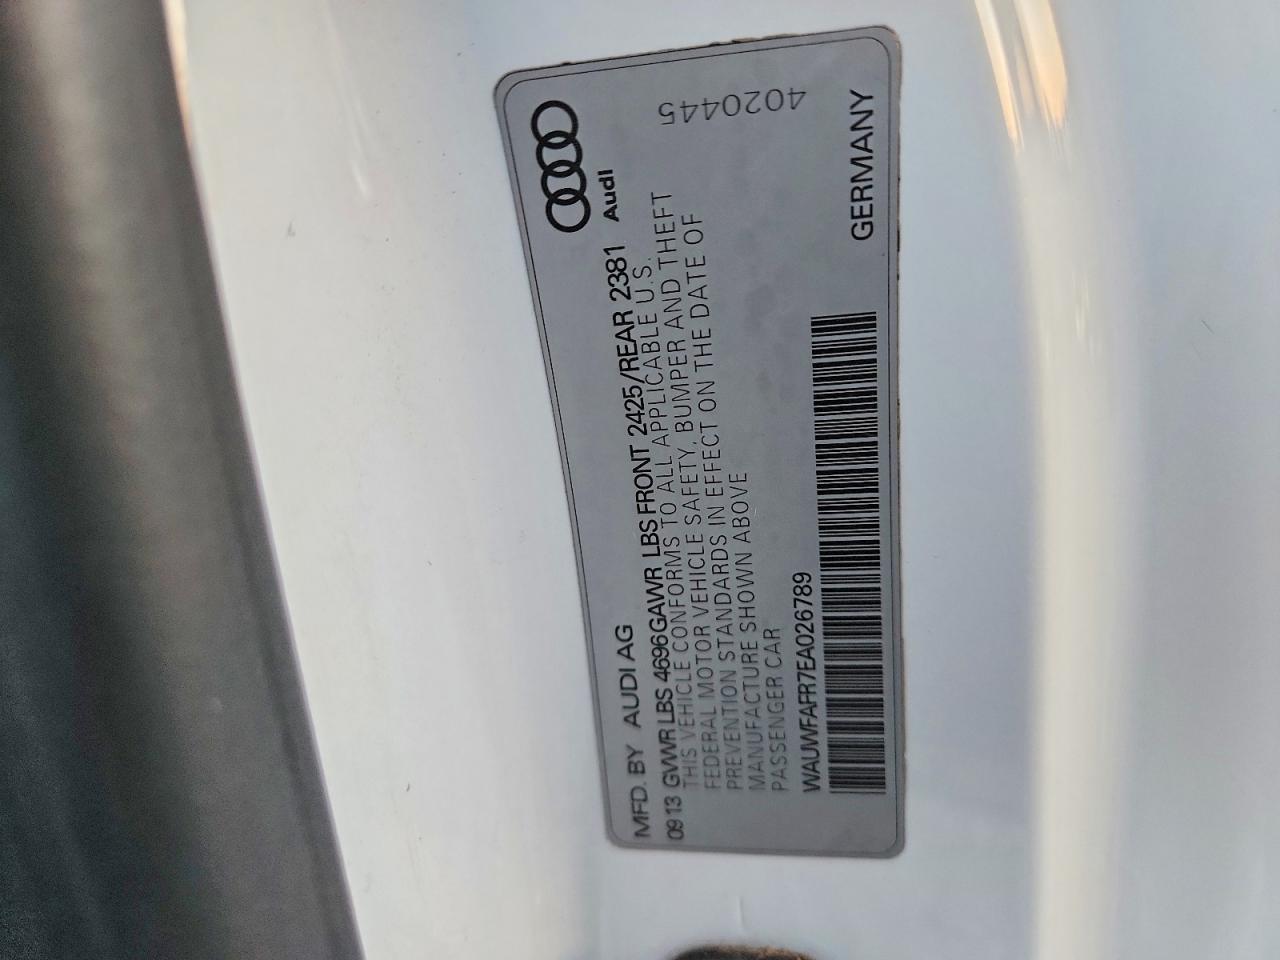 Audi
MFD. BY AUDI AG
09 13 GVWR LBS 4696 GAWR LBS FRONT 2425/REAR 2381
THIS VEHICLE CONFORMS TO ALL APPLICABLE U.S.
FEDERAL MOTOR VEHICLE SAFETY, BUMPER AND THEFT
PREVENTION STANDARDS IN EFFECT ON THE DATE OF
MANUFACTURE SHOWN ABOVE
PASSENGER CAR
WAUWFAFR7EA026789
GERMANY
4020445